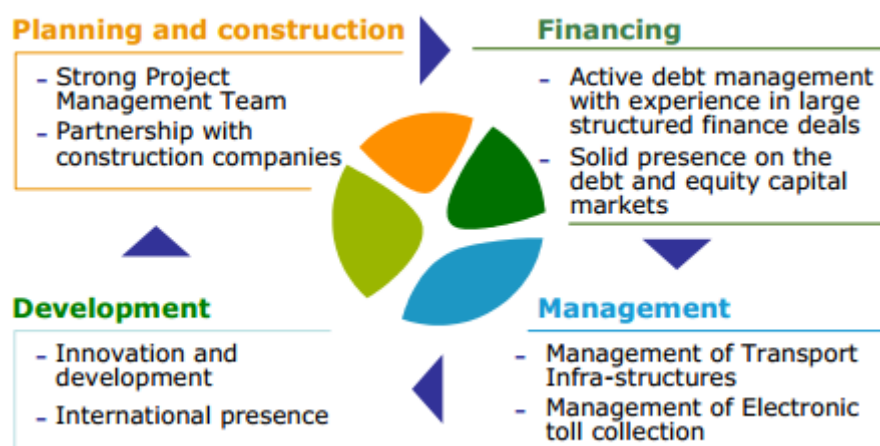 Planning and construction
- Strong Project
Management Team
- Partnership with
construction companies
Financing
- Active debt management
with experience in large
structured finance deals
- Solid presence on the
debt and equity capital
markets
Development
- Innovation and
development
- International presence
Management
- Management of Transport
Infra-structures
- Management of Electronic
toll collection